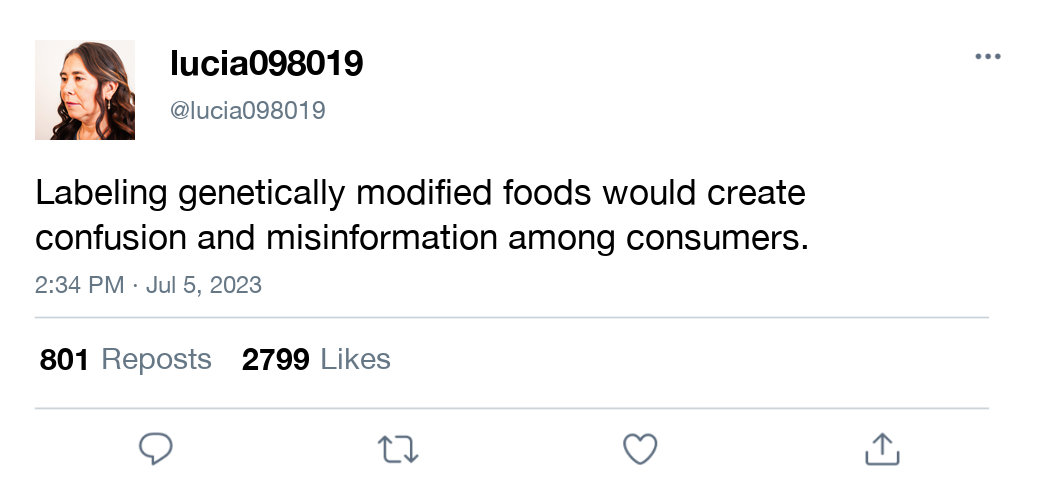 lucia098019
@lucia098019
Labeling genetically modified foods would create
confusion and misinformation among consumers.
2:34 PM · Jul 5, 2023
801 Reposts 2799 Likes